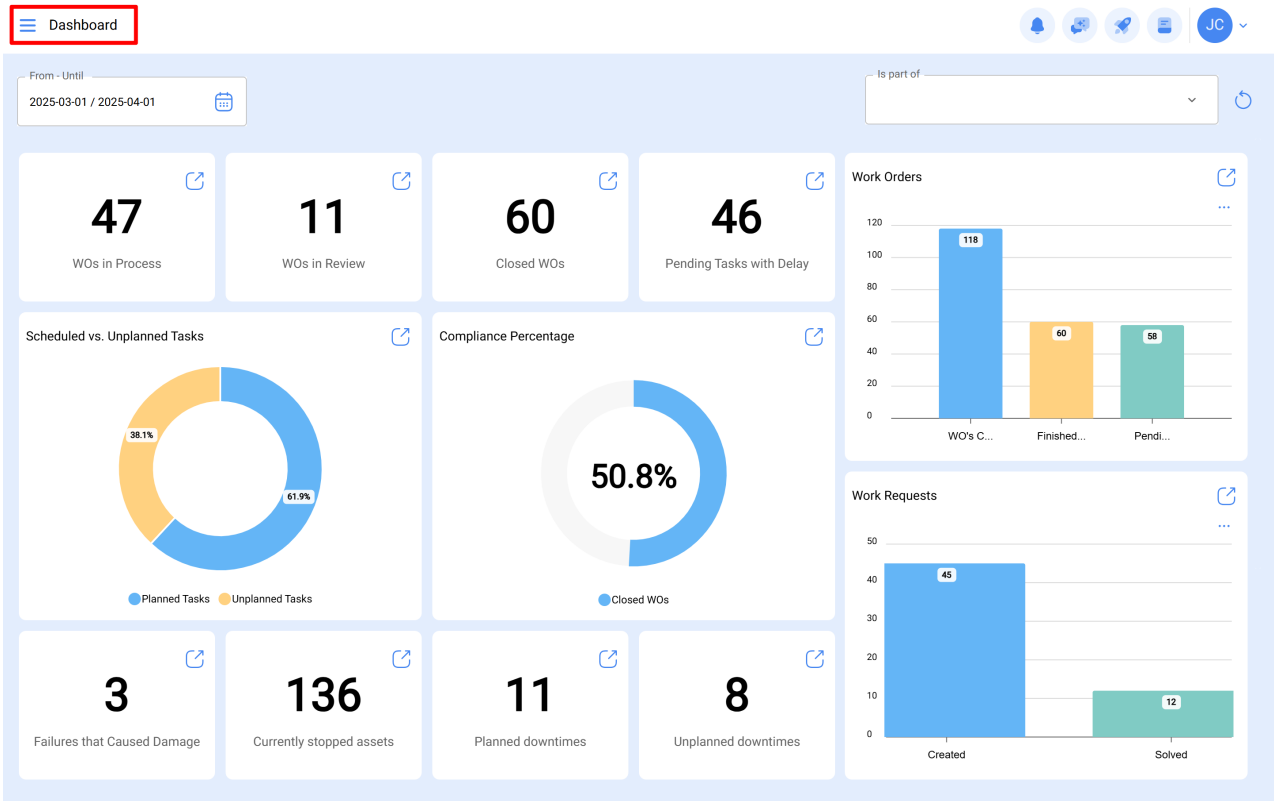 Dashboard
JC
From - Until
2025-03-01 / 2025-04-01
Is part of
47
WOs in Process
11
WOs in Review
60
Closed WOs
46
Pending Tasks with Delay
Scheduled vs. Unplanned Tasks
38.1%
61.9%
Planned Tasks
Unplanned Tasks
Compliance Percentage
50.8%
Closed WOs
3
Failures that Caused Damage
136
Currently stopped assets
11
Planned downtimes
8
Unplanned downtimes
Work Orders
...
120
100
80
60
40
20
0
118
60
58
WO's C...
Finished...
Pendi...
Work Requests
...
50
40
30
20
10
0
45
12
Created
Solved